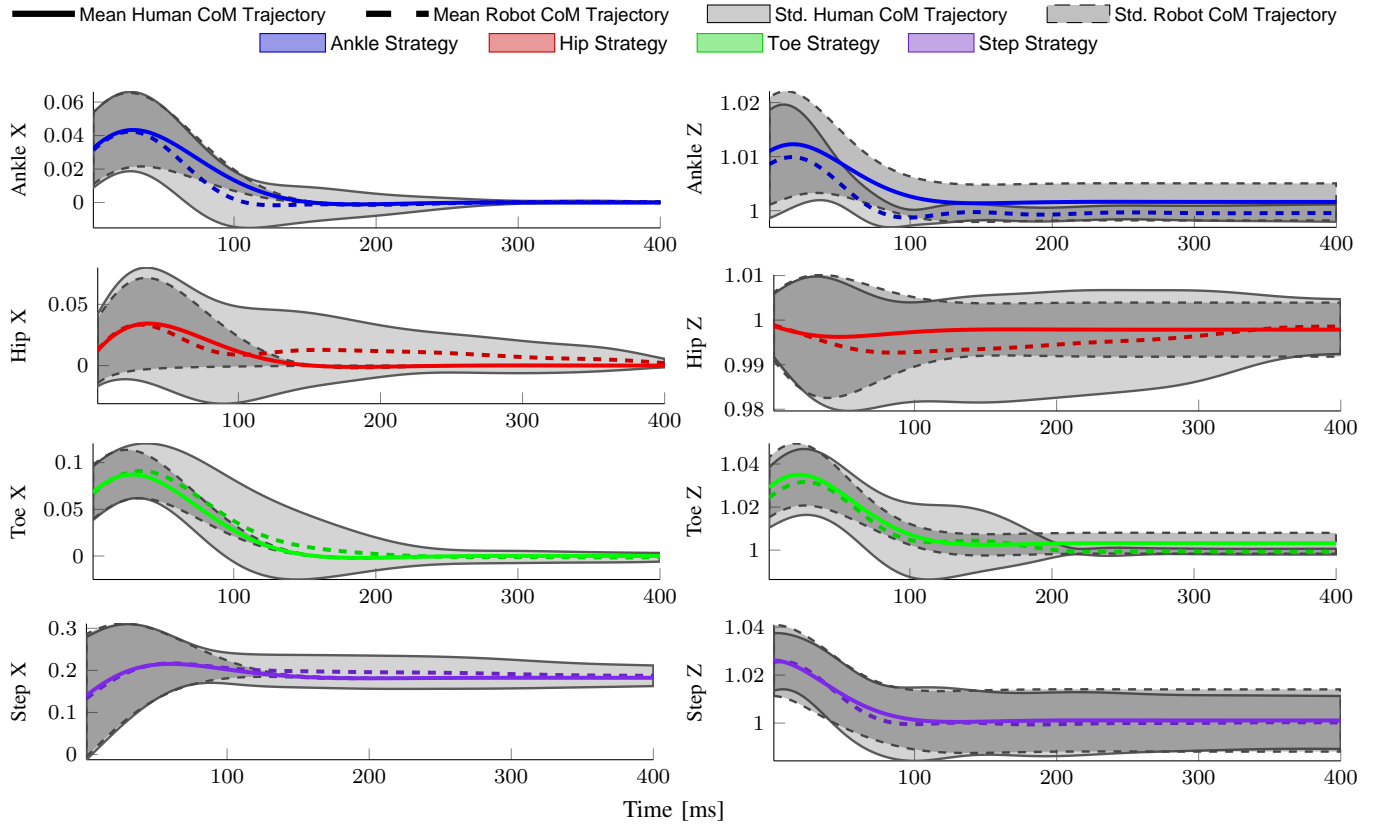 Mean Human CoM Trajectory Mean Robot CoM Trajectory Std. Human CoM Trajectory Std. Robot CoM Trajectory
Ankle Strategy Hip Strategy Toe Strategy Step Strategy
Ankle X
0.06
0.04
0.02
0
100 200 300 400
Ankle Z
1.02
1.01
1
100 200 300 400
Hip X
0.05
0
100 200 300 400
Hip Z
1.01
1
0.99
0.98
100 200 300 400
Toe X
0.1
0.05
0
100 200 300 400
Toe Z
1.04
1.02
1
100 200 300 400
Step X
0.3
0.2
0.1
0
100 200 300 400
Step Z
1.04
1.02
1
100 200 300 400
Time [ms]